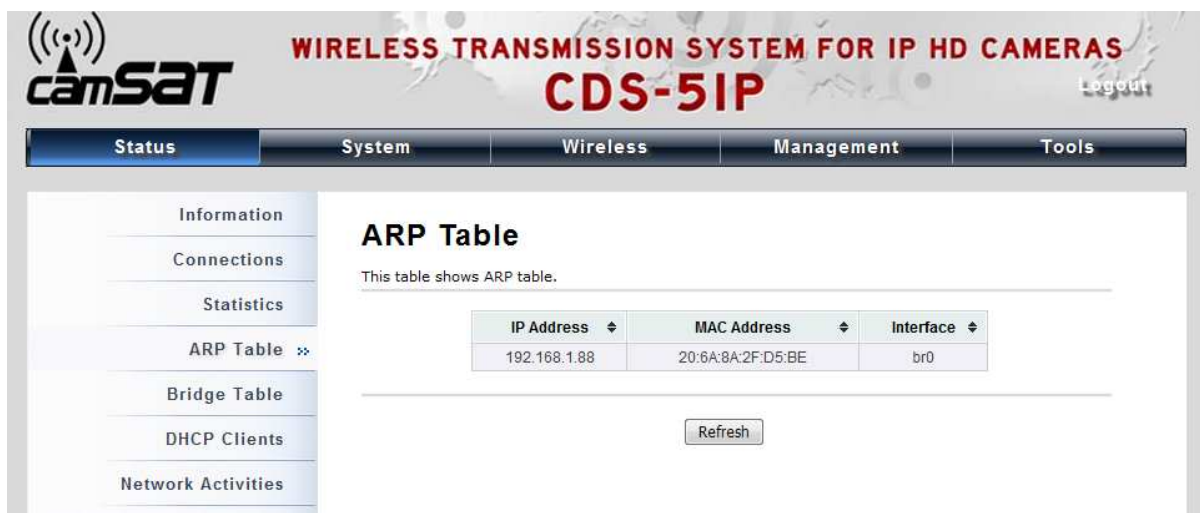 camsat
WIRELESS TRANSMISSION SYSTEM FOR IP HD CAMERAS
CDS-5IP
Logout
Status System Wireless Management Tools
Information
Connections
Statistics
ARP Table »
Bridge Table
DHCP Clients
Network Activities
ARP Table
This table shows ARP table.
IP Address MAC Address Interface
192.168.1.88 20:6A:8A:2F:D5:BE br0
Refresh